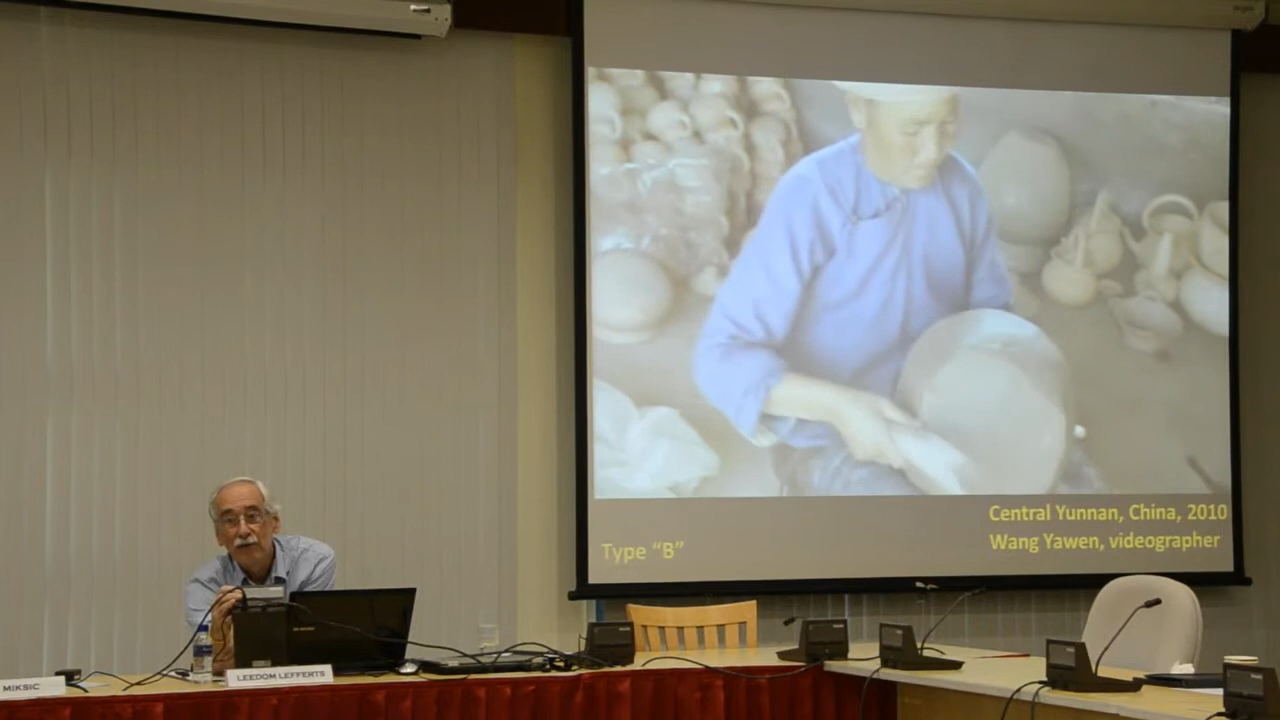 Central Yunnan, China, 2010
Wang Yawen, videographer
Type “B”
LEEDOM LEFFERTS
MIKSIC